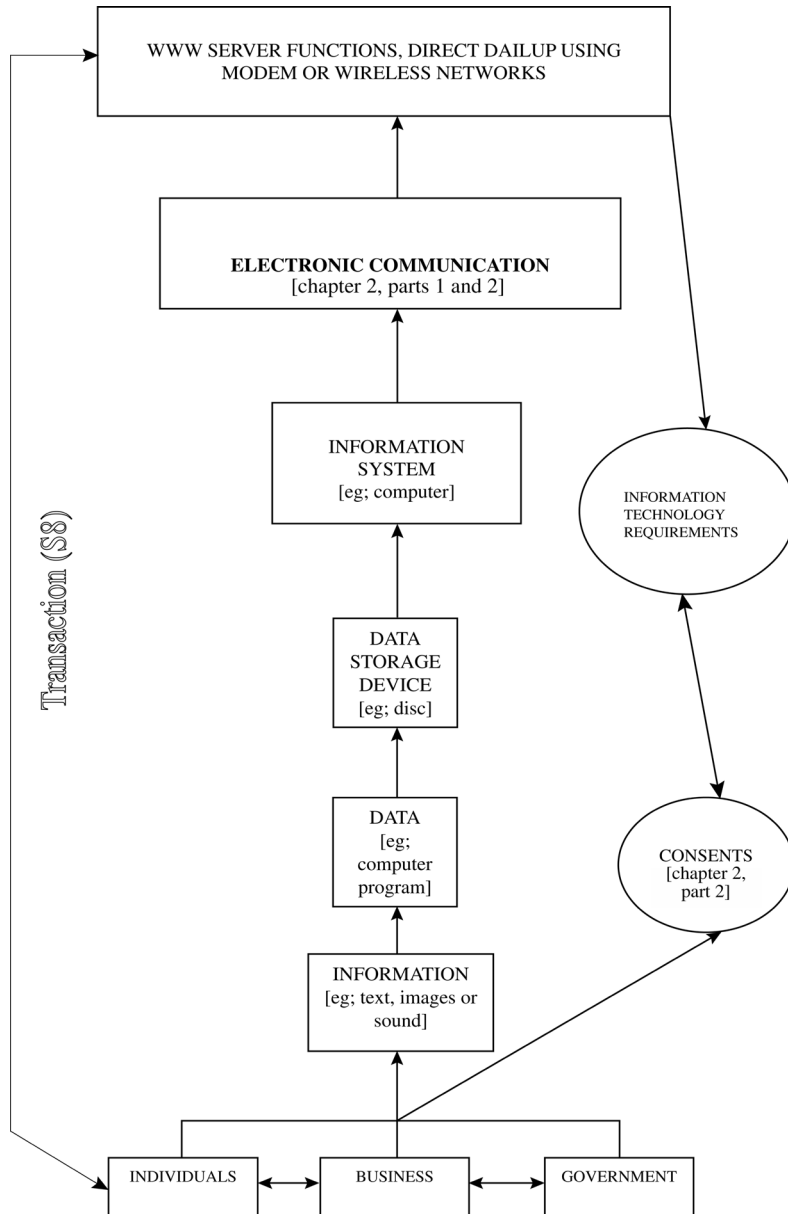 WWW SERVER FUNCTIONS, DIRECT DAILUP USING
MODEM OR WIRELESS NETWORKS
ELECTRONIC COMMUNICATION
[chapter 2, parts 1 and 2]
INFORMATION
SYSTEM
[eg; computer]
INFORMATION
TECHNOLOGY
REQUIREMENTS
Transaction (S8)
DATA
STORAGE
DEVICE
[eg; disc]
DATA
[eg;
computer
program]
CONSENTS
[chapter 2,
part 2]
INFORMATION
[eg; text, images or
sound]
INDIVIDUALS
BUSINESS
GOVERNMENT